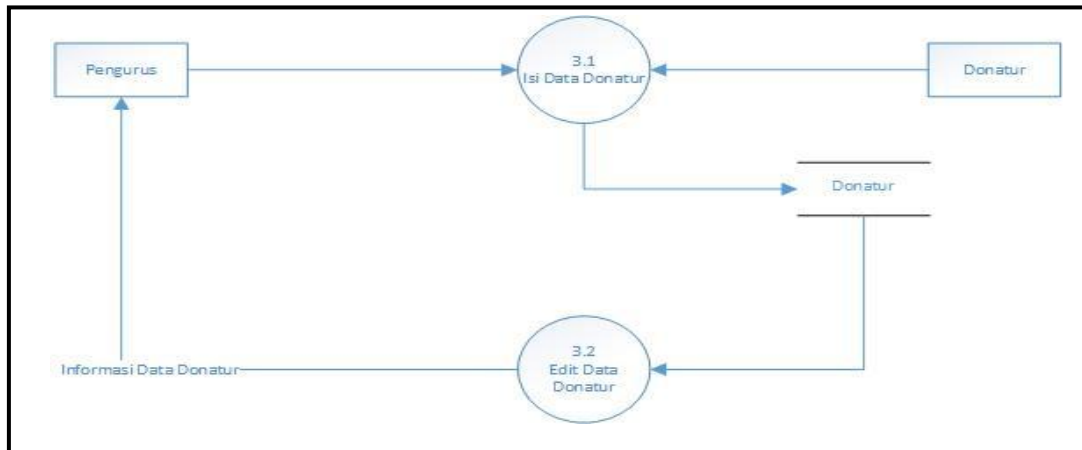 Pengurus
3.1
Isi Data Donatur
Donatur
Donatur
Informasi Data Donatur
3.2
Edit Data
Donatur